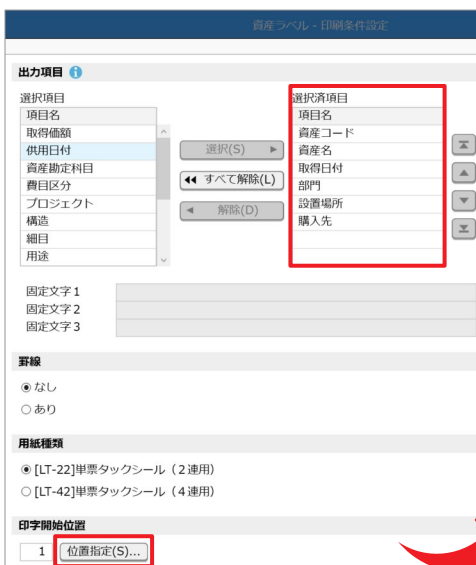 資産ラベル - 印刷条件設定
出力項目
選択項目
項目名
取得価額
供用日付
資産勘定科目
費目区分
プロジェクト
構造
細目
用途
選択(S)
すべて解除(L)
解除(D)
選択済項目
項目名
資産コード
資産名
取得日付
部門
設置場所
購入先
固定文字1
固定文字2
固定文字3
罫線
なし
あり
用紙種類
[LT-22]単票タックシール（2連用）
[LT-42]単票タックシール（4連用）
印字開始位置
1 位置指定(S)...